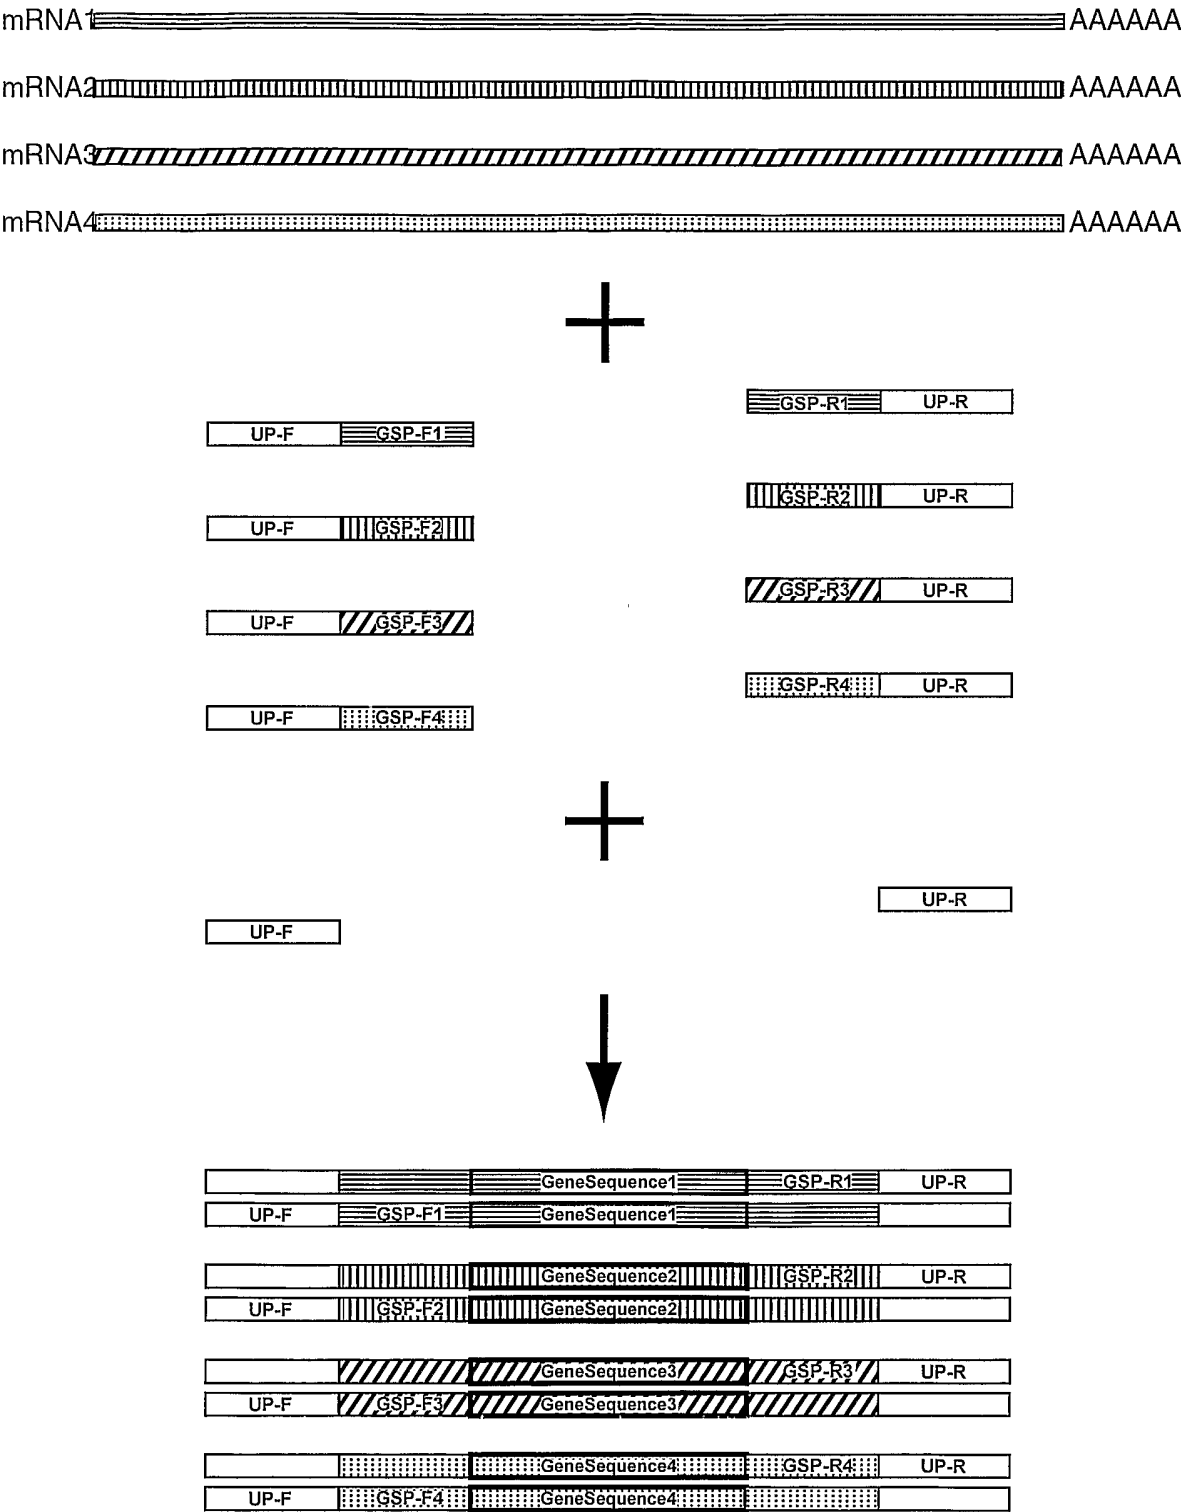 mRNA1 AAAAAA
mRNA2 AAAAAA
mRNA3 AAAAAA
mRNA4 AAAAAA
GSP-R1 UP-R
UP-F GSP-F1
GSP-R2 UP-R
UP-F GSP-F2
GSP-R3 UP-R
UP-F GSP-F3
GSP-R4 UP-R
UP-F GSP-F4
UP-R
UP-F
GeneSequence1 GSP-R1 UP-R
UP-F GSP-F1 GeneSequence1
GeneSequence2 GSP-R2 UP-R
UP-F GSP-F2 GeneSequence2
GeneSequence3 GSP-R3 UP-R
UP-F GSP-F3 GeneSequence3
GeneSequence4 GSP-R4 UP-R
UP-F GSP-F4 GeneSequence4